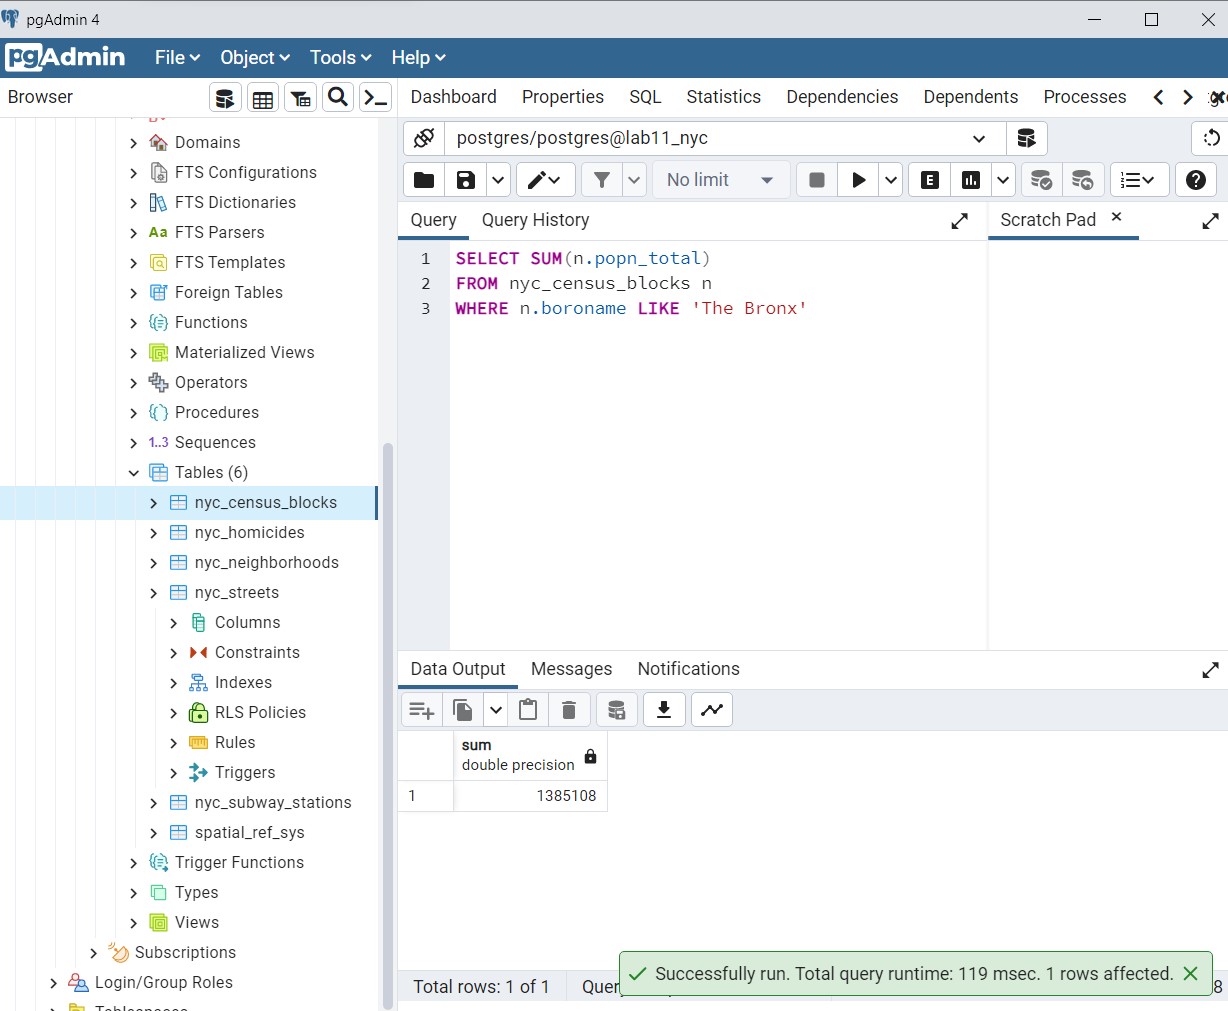 pgAdmin 4
pgAdmin File Object Tools Help
Browser
Dashboard Properties SQL Statistics Dependencies Dependents Processes
Domains
FTS Configurations
FTS Dictionaries
Aa FTS Parsers
FTS Templates
Foreign Tables
Functions
Materialized Views
Operators
Procedures
1..3 Sequences
Tables (6)
nyc_census_blocks
nyc_homicides
nyc_neighborhoods
nyc_streets
Columns
Constraints
Indexes
RLS Policies
Rules
Triggers
nyc_subway_stations
spatial_ref_sys
Trigger Functions
Types
Views
Subscriptions
Login/Group Roles
postgres/postgres@lab11_nyc
No limit
E
Query Query History
Scratch Pad
1 SELECT SUM(n.popn_total)
2 FROM nyc_census_blocks n
3 WHERE n.boroname LIKE 'The Bronx'
Data Output Messages Notifications
sum
double precision
1 1385108
Total rows: 1 of 1
Successfully run. Total query runtime: 119 msec. 1 rows affected.